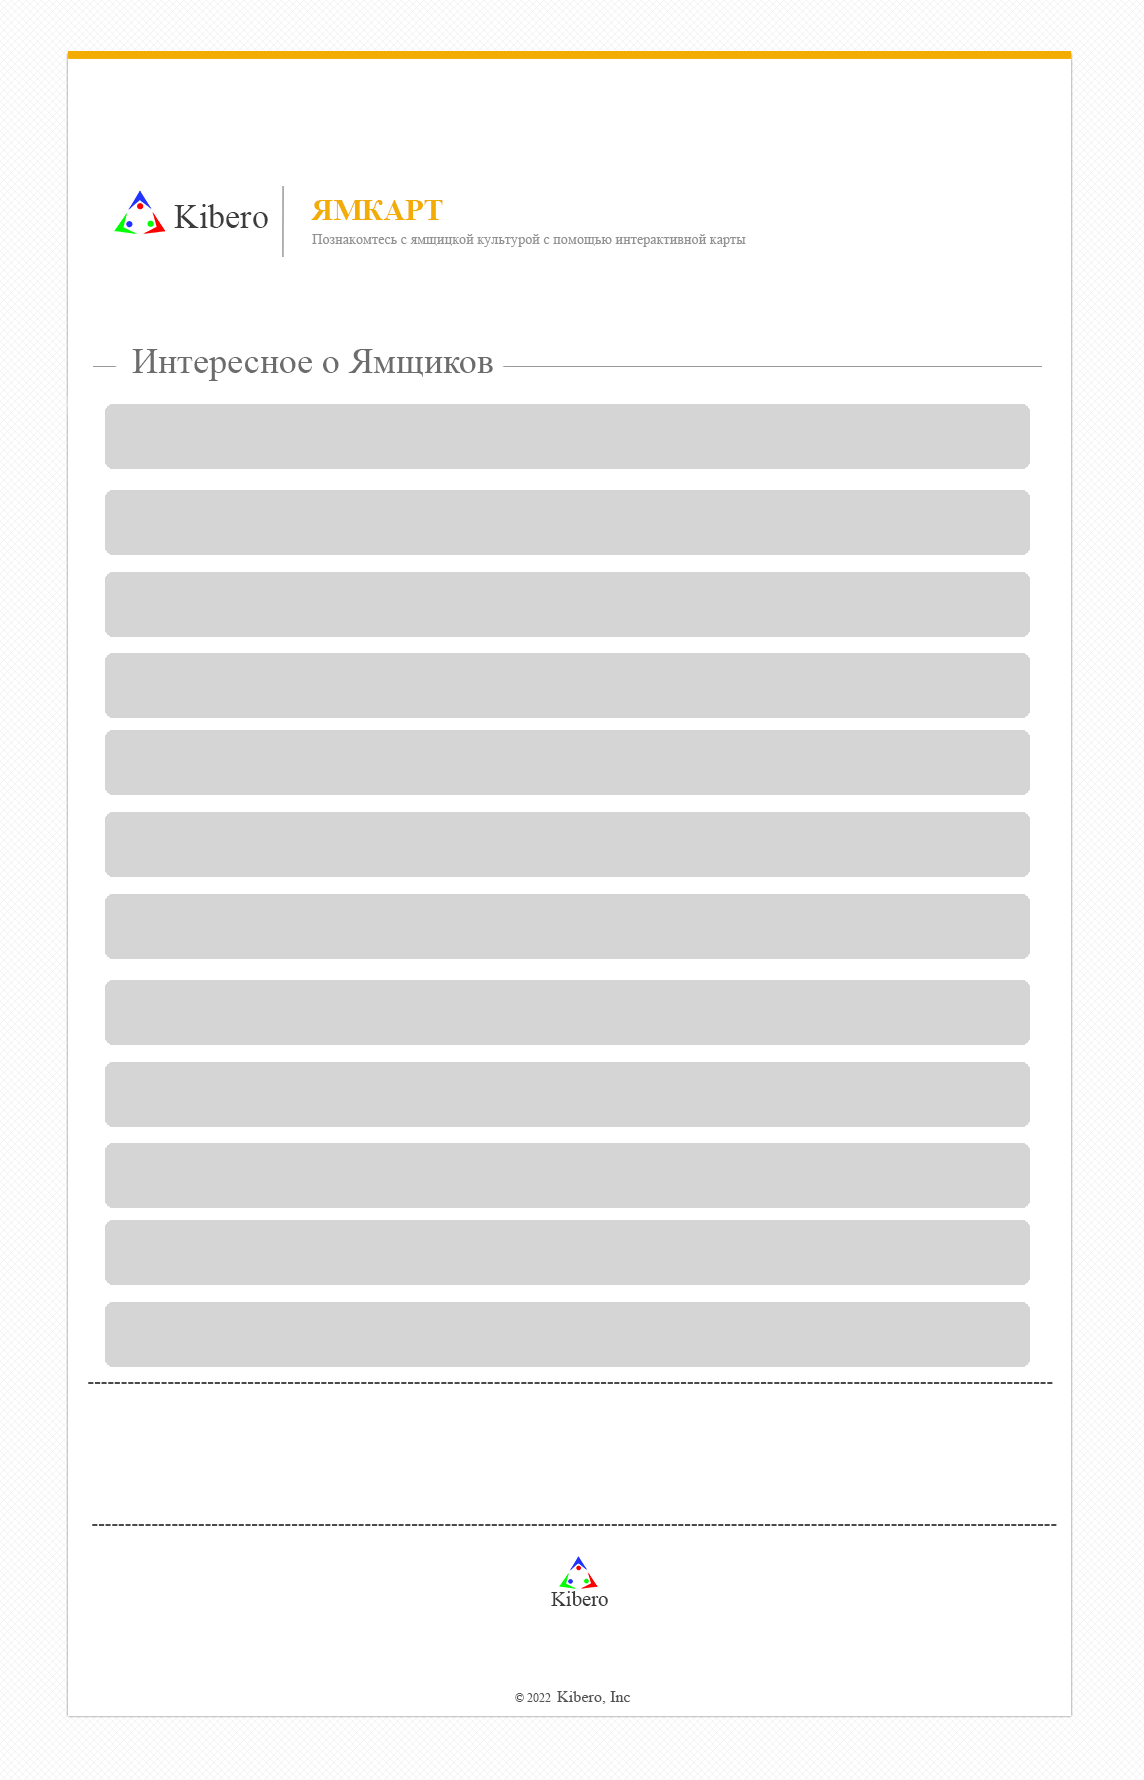 Kibero
ЯМКАРТ
Познакомтесь с ямщицкой культурой с помощью интерактивной карты
Интересное о Ямщиков
Kibero
© 2022 Kibero, Inc